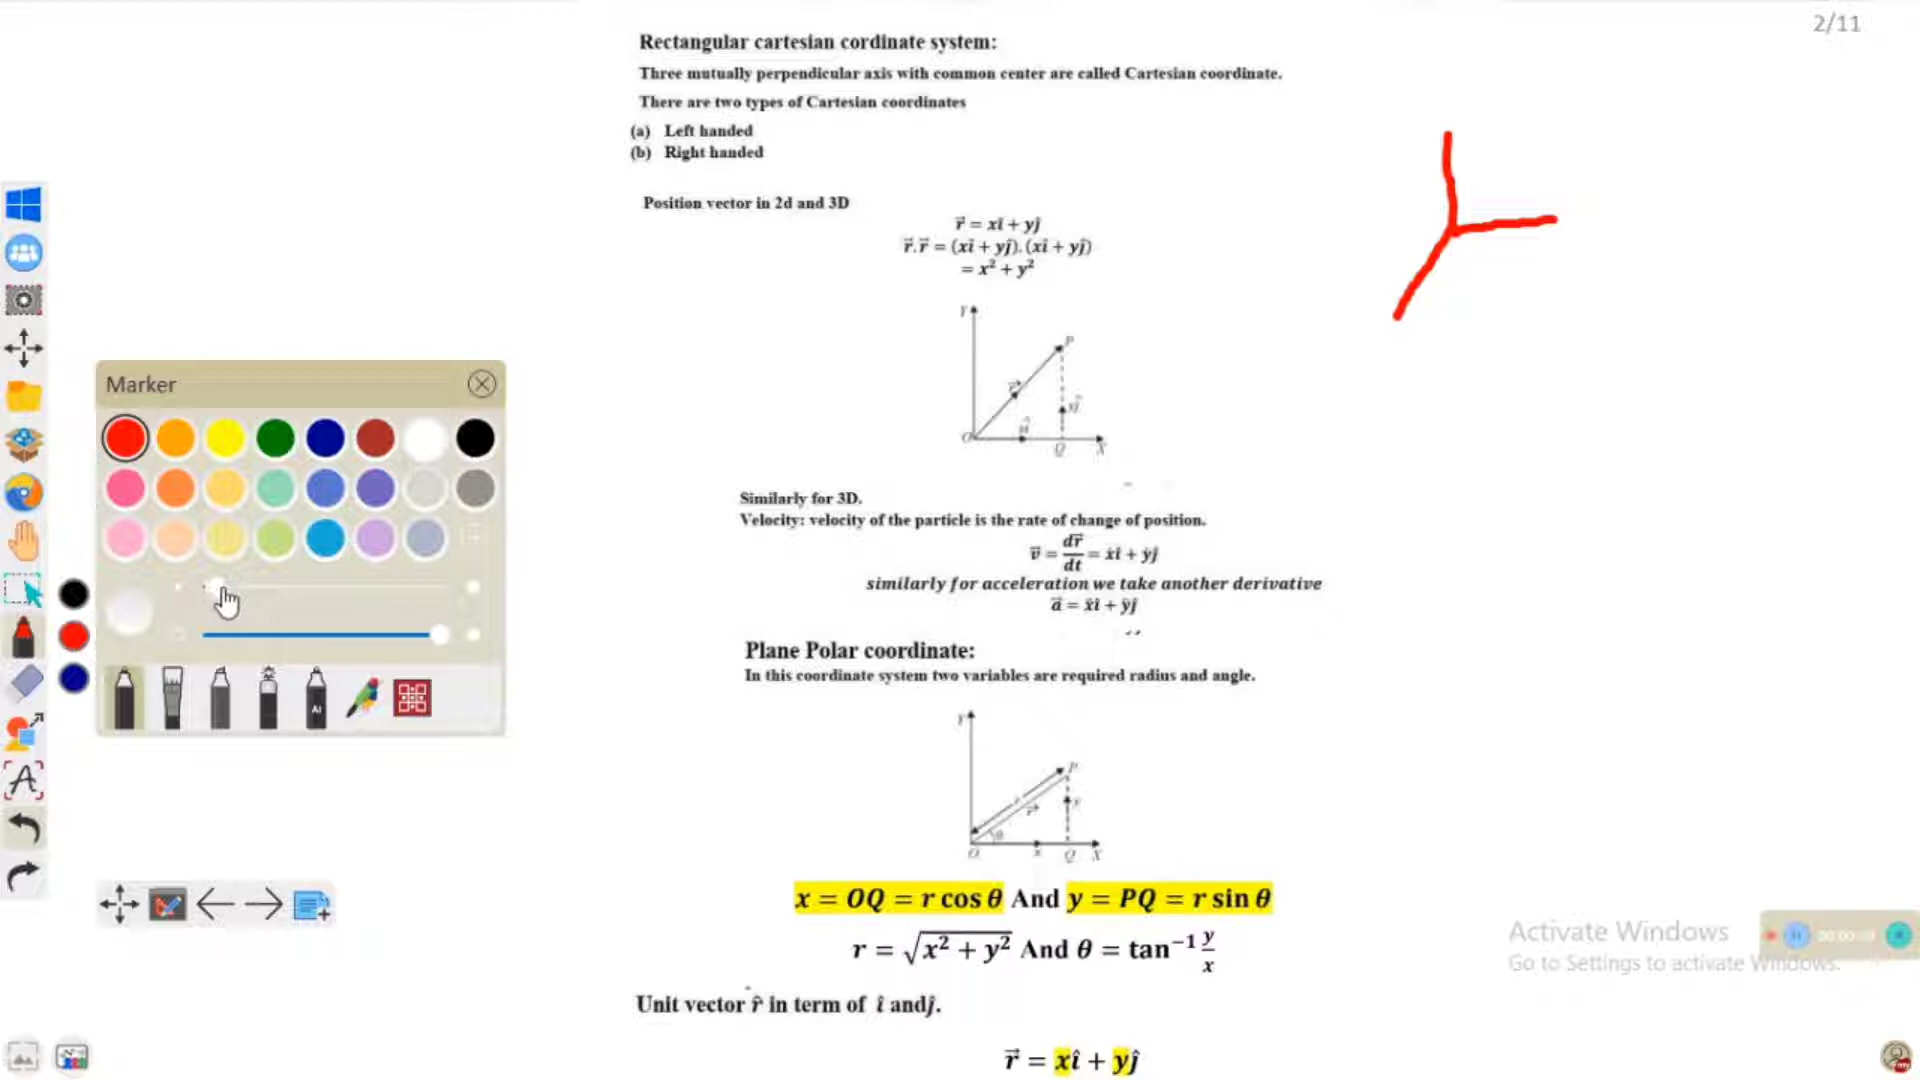 2/11
Rectangular cartesian cordinate system:
Three mutually perpendicular axis with common center are called Cartesian coordinate.
There are two types of Cartesian coordinates
(a) Left handed
(b) Right handed
Position vector in 2d and 3D
r⃗ = xî + yĵ
r⃗.r⃗ = (xî + yĵ).(xî + yĵ)
= x² + y²
Y
P
r⃗
O
Q
X
Marker
AI
Similarly for 3D.
Velocity: velocity of the particle is the rate of change of position.
v⃗ = dr⃗/dt = ẋî + ẏĵ
similarly for acceleration we take another derivative
a⃗ = ẍî + ÿĵ
Plane Polar coordinate:
In this coordinate system two variables are required radius and angle.
Y
P
r
r⃗
y
θ
O
x
Q
X
x = OQ = r cos θ And y = PQ = r sin θ
r = √x² + y² And θ = tan⁻¹ y/x
Unit vector r̂ in term of î andĵ.
r⃗ = xî + yĵ
Activate Windows
Go to Settings to activate Windows.